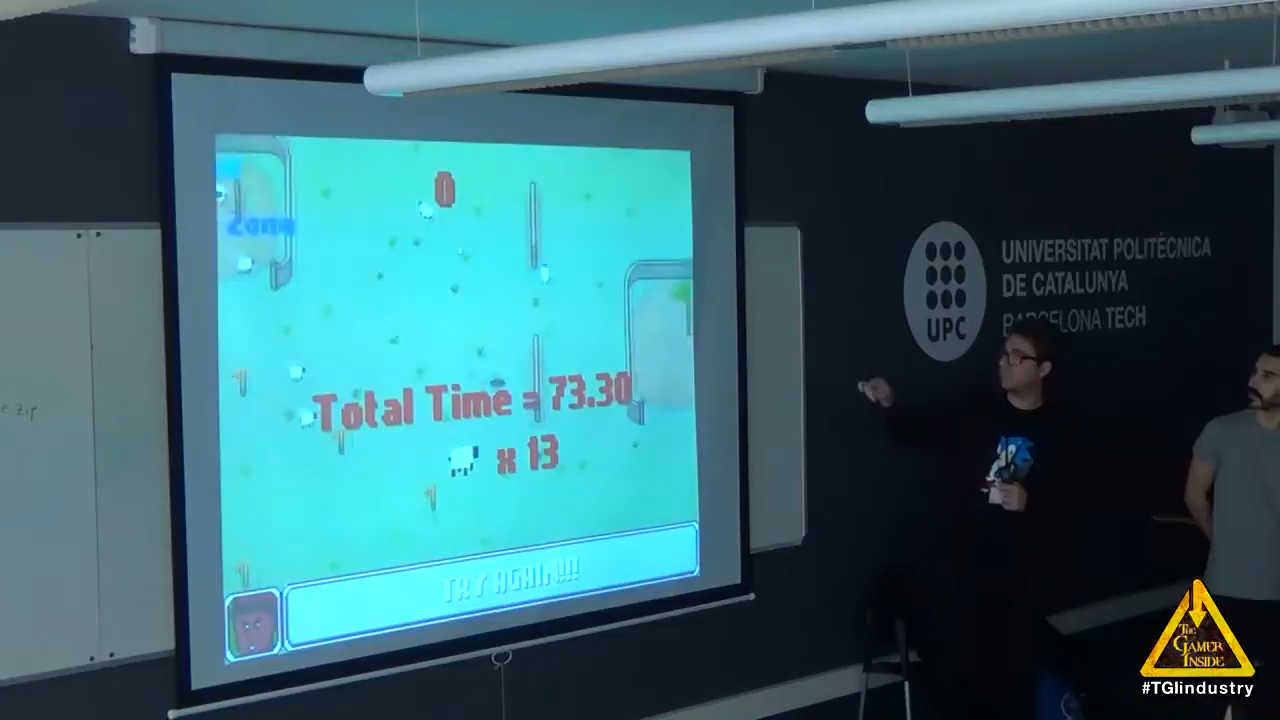 0
Zone
Total Time = 73.30
x 13
TRY AGAIN!!!
UNIVERSITAT POLITÈCNICA
DE CATALUNYA
BARCELONA TECH
UPC
THE
GAMER
INSIDE
#TGIindustry